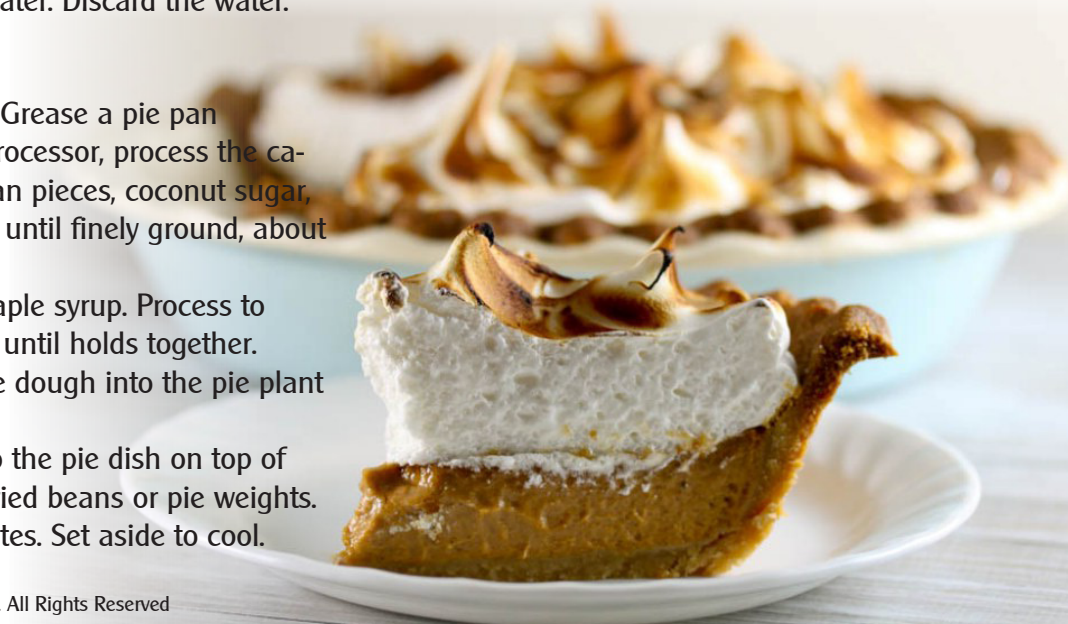 ater. Discard the water.
Grease a pie pan
rocessor, process the ca-
an pieces, coconut sugar,
until finely ground, about
aple syrup. Process to
until holds together.
e dough into the pie plant
o the pie dish on top of
ried beans or pie weights.
tes. Set aside to cool.
. All Rights Reserved